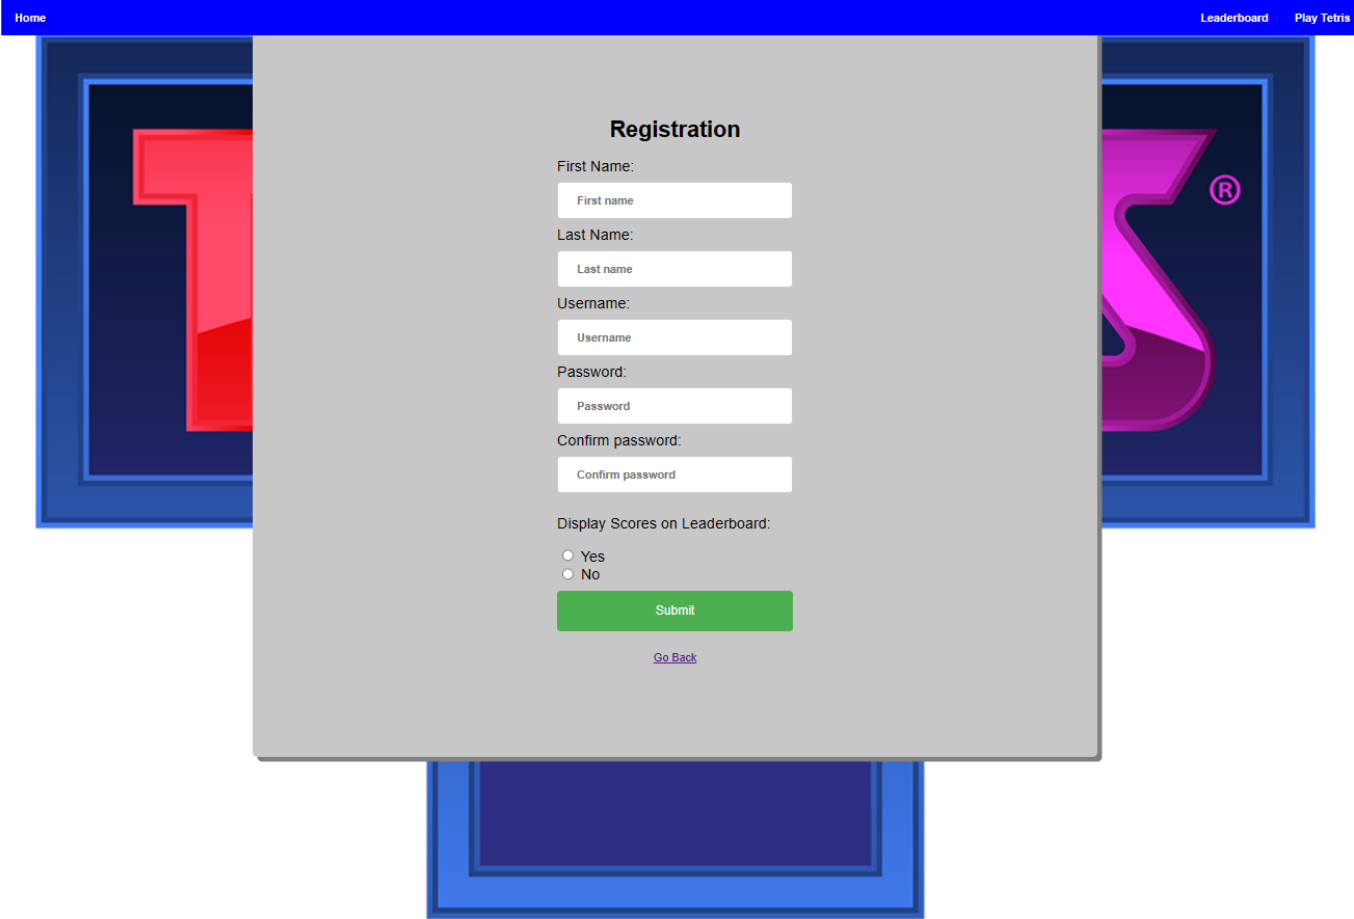 Home Leaderboard Play Tetris
T S ®
Registration
First Name:
First name
Last Name:
Last name
Username:
Username
Password:
Password
Confirm password:
Confirm password
Display Scores on Leaderboard:
Yes
No
Submit
Go Back